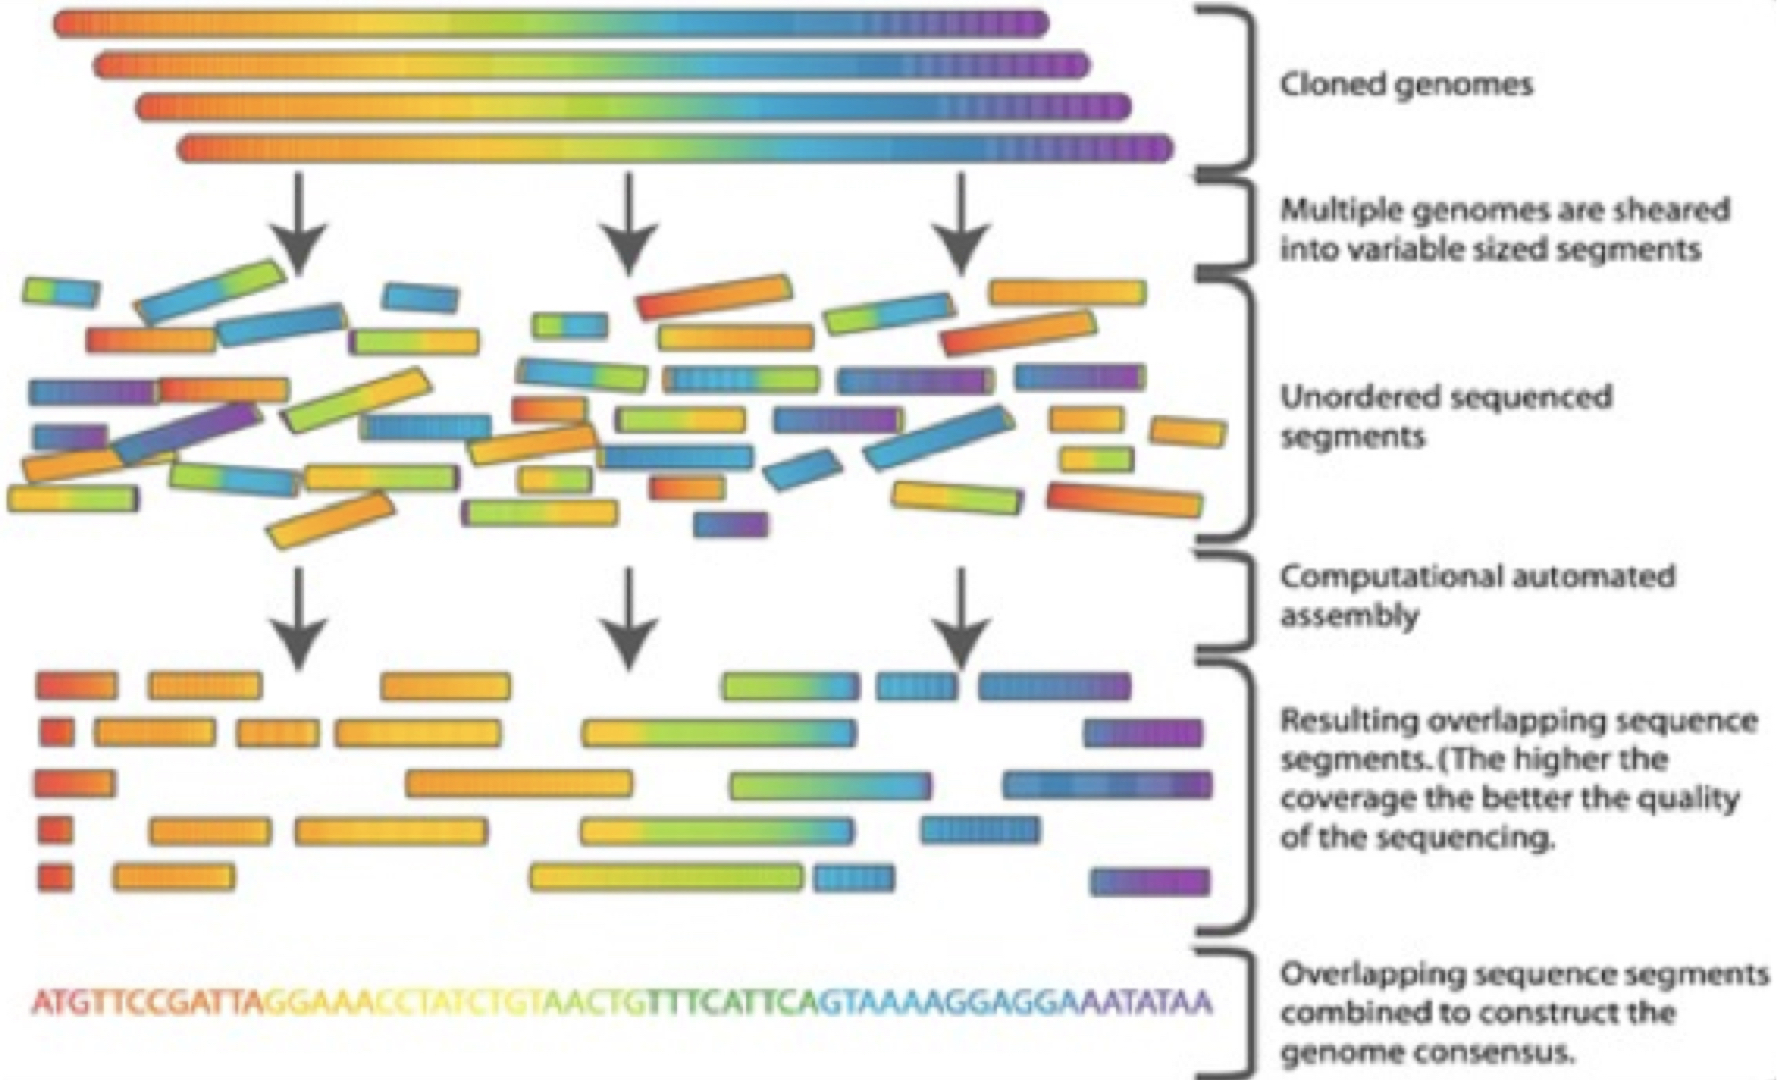 Cloned genomes
Multiple genomes are sheared
into variable sized segments
Unordered sequenced
segments
Computational automated
assembly
Resulting overlapping sequence
segments. (The higher the
coverage the better the quality
of the sequencing.
ATGTTCCGATTAGGAAACCTATCTGTAACTGTTTCATTCAGTAAAAGGAGGAAATATAA
Overlapping sequence segments
combined to construct the
genome consensus.